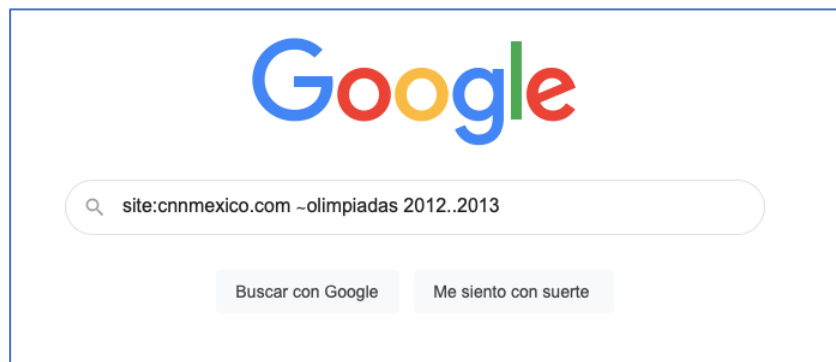 Google
site:cnnmexico.com ~olimpiadas 2012..2013
Buscar con Google Me siento con suerte